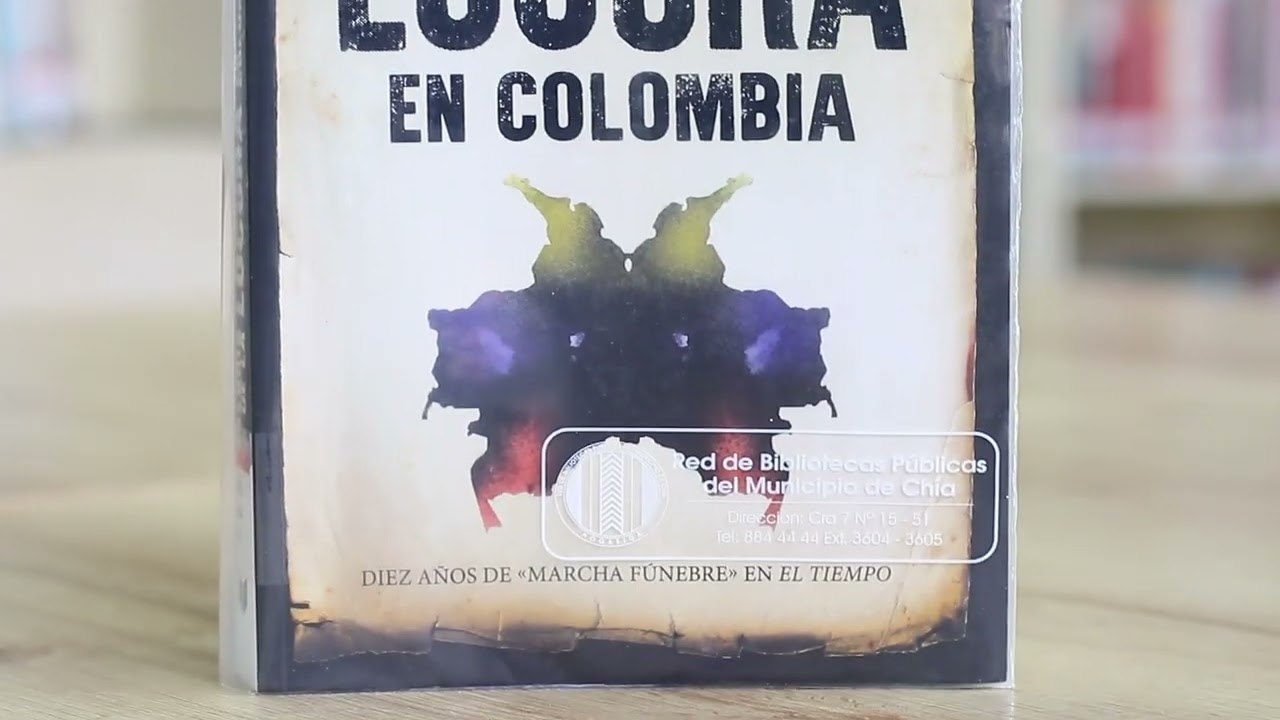 LOCURA
EN COLOMBIA
Red de Bibliotecas Públicas
del Municipio de Chía
Dirección: Cra 7 Nº 15 - 51
Tel: 884 44 44 Ext. 3604 - 3605
DIEZ AÑOS DE «MARCHA FÚNEBRE» EN EL TIEMPO